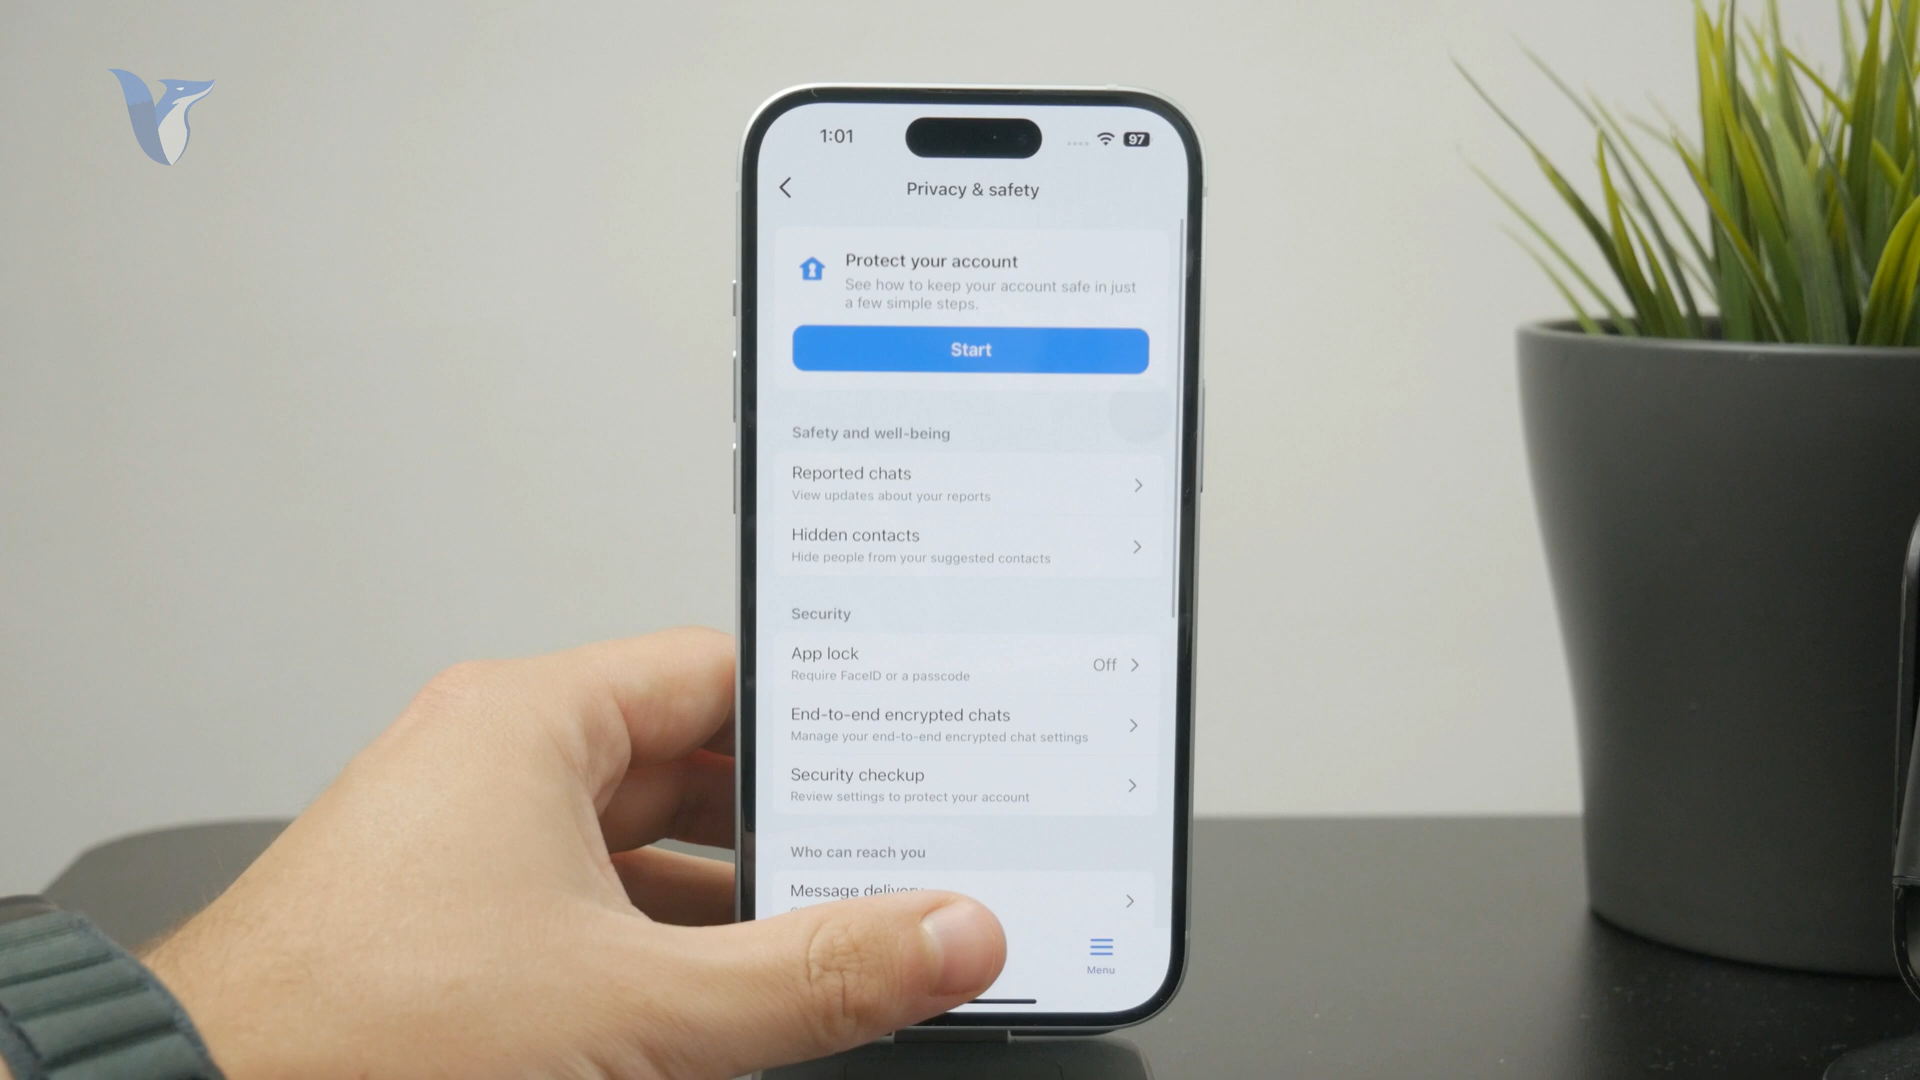 1:01
97
Privacy & safety
Protect your account
See how to keep your account safe in just
a few simple steps.
Start
Safety and well-being
Reported chats
View updates about your reports
Hidden contacts
Hide people from your suggested contacts
Security
App lock
Off
Require FaceID or a passcode
End-to-end encrypted chats
Manage your end-to-end encrypted chat settings
Security checkup
Review settings to protect your account
Who can reach you
Message delivery
Menu